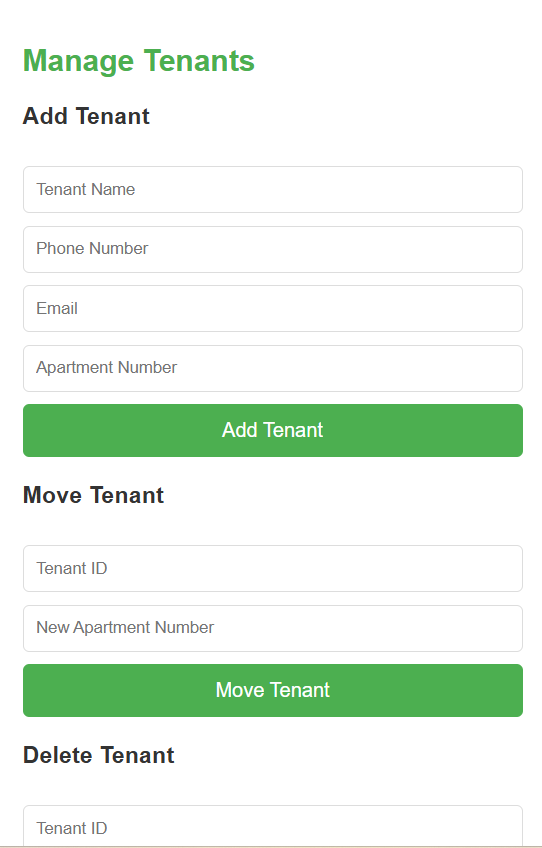 Manage Tenants
Add Tenant
Tenant Name
Phone Number
Email
Apartment Number
Add Tenant
Move Tenant
Tenant ID
New Apartment Number
Move Tenant
Delete Tenant
Tenant ID